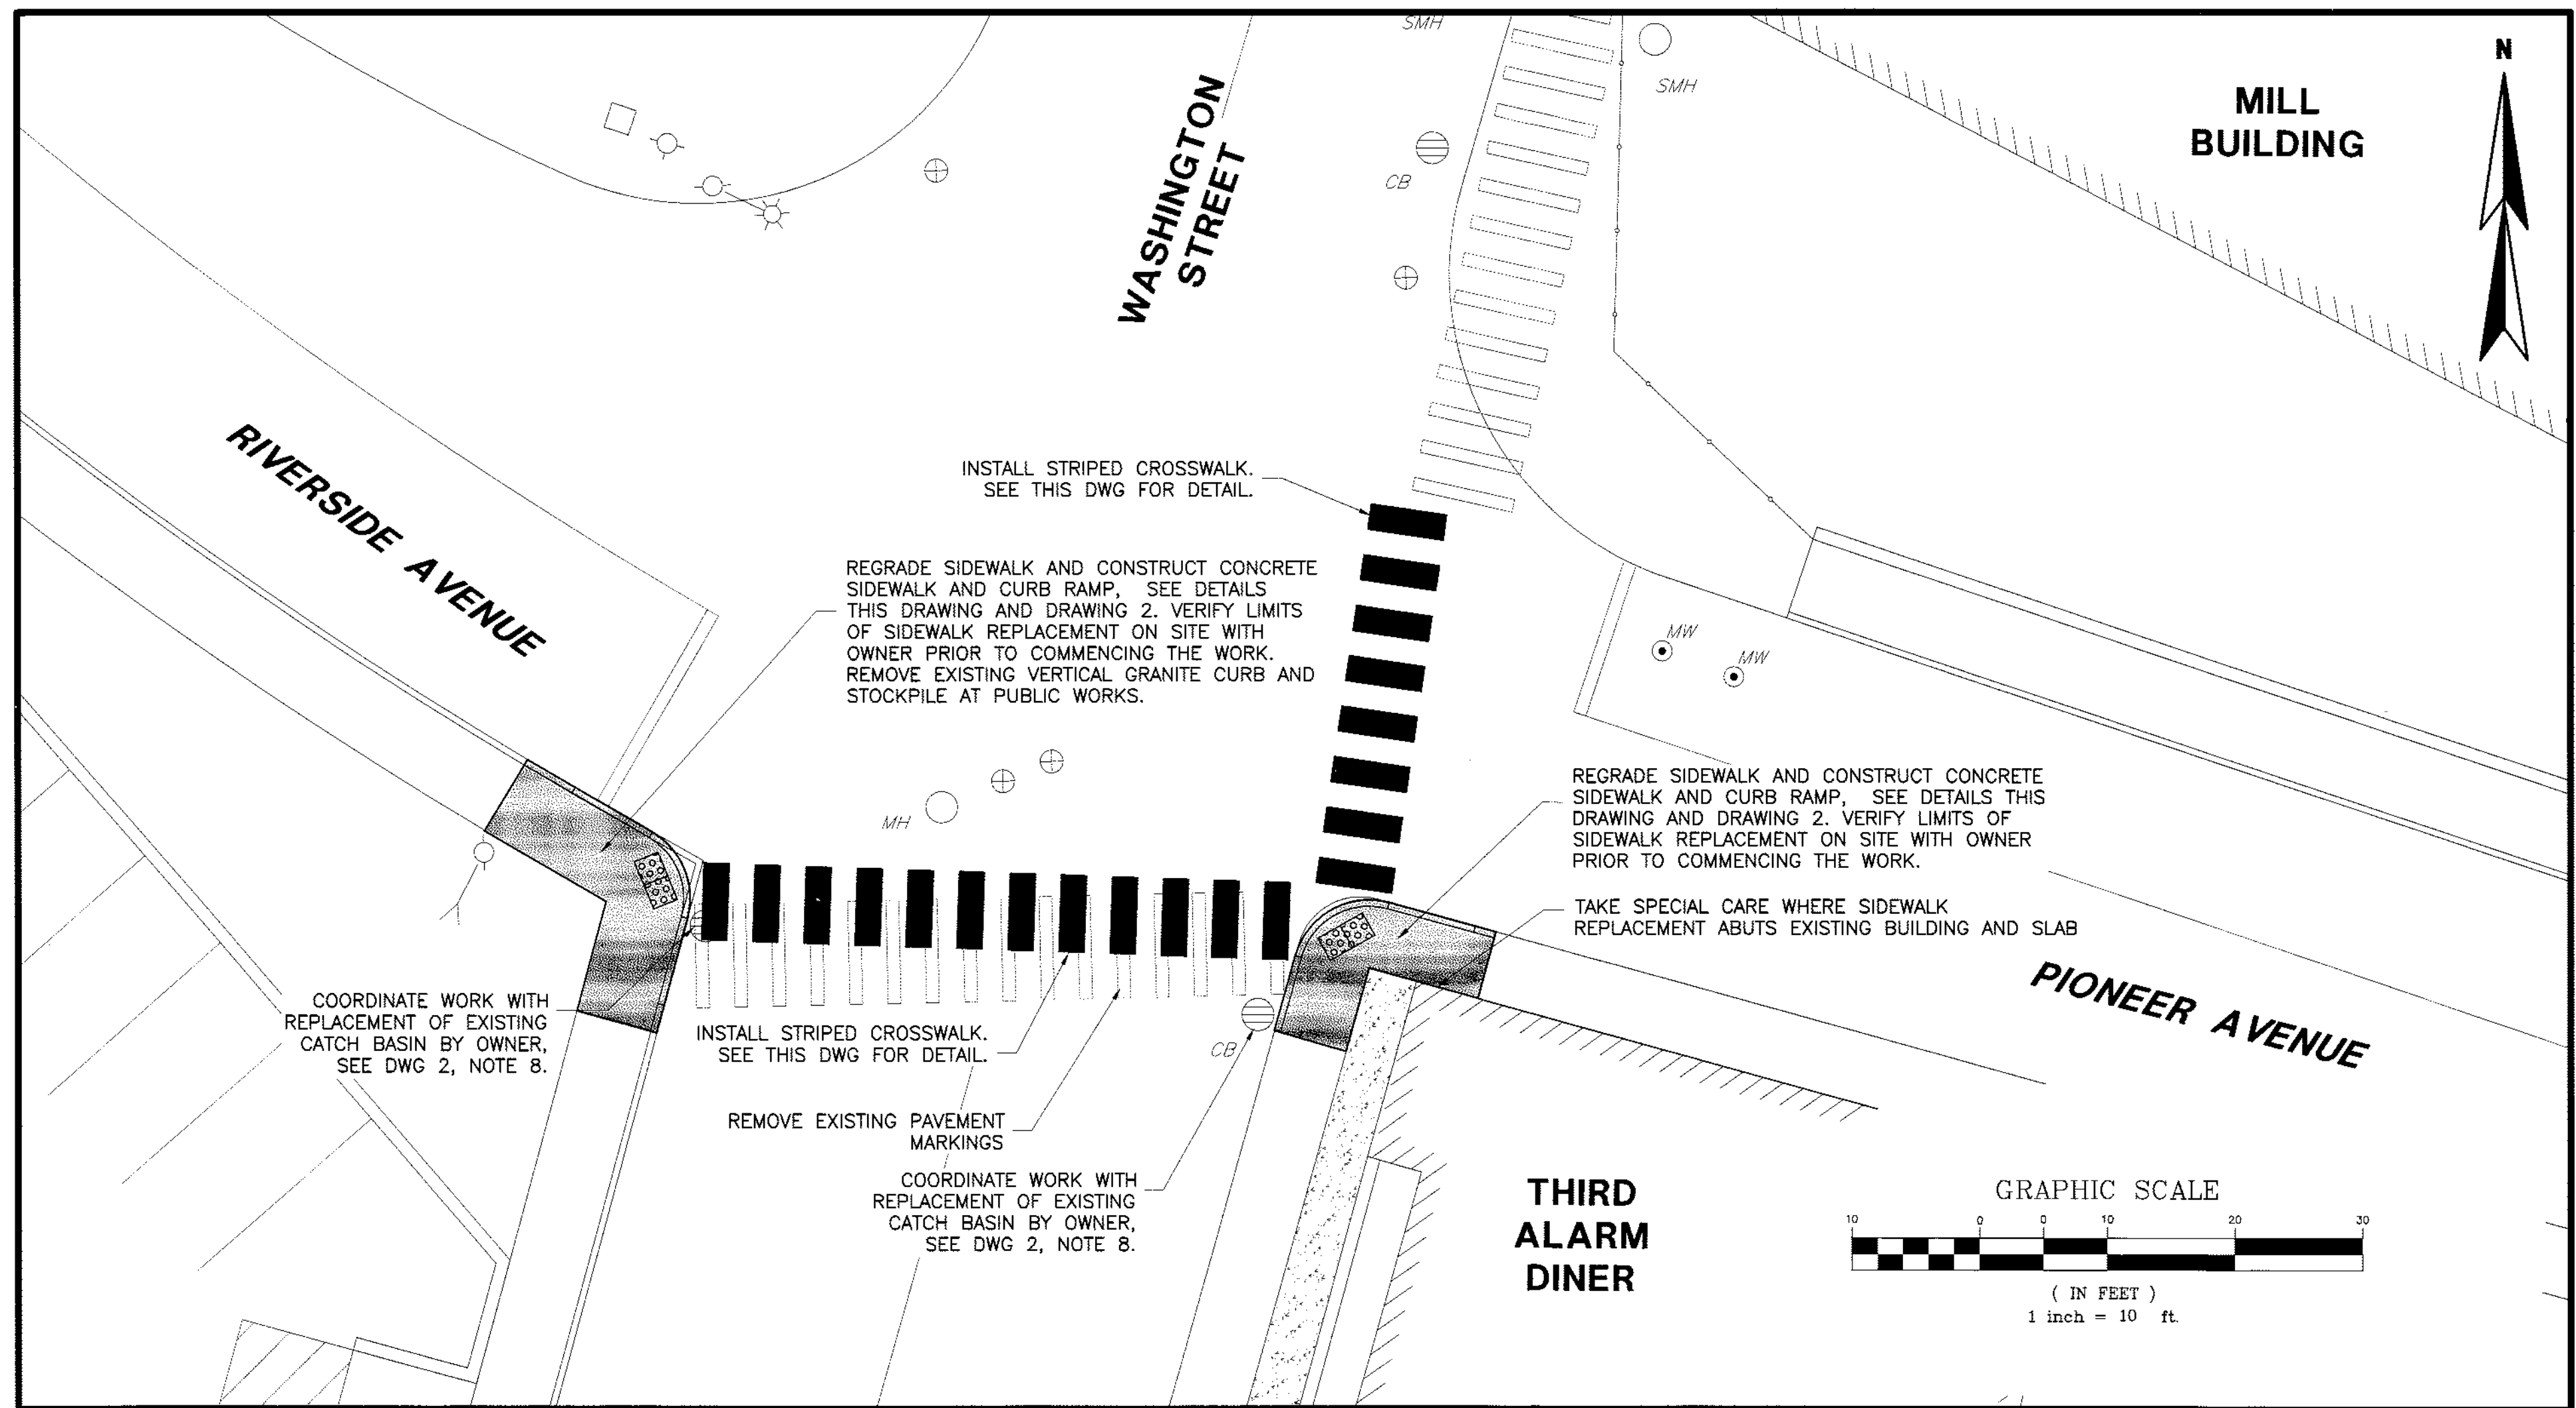 SMH
SMH
N
MILL
BUILDING
WASHINGTON
STREET
CB
RIVERSIDE AVENUE
INSTALL STRIPED CROSSWALK.
SEE THIS DWG FOR DETAIL.
REGRADE SIDEWALK AND CONSTRUCT CONCRETE
SIDEWALK AND CURB RAMP, SEE DETAILS
THIS DRAWING AND DRAWING 2. VERIFY LIMITS
OF SIDEWALK REPLACEMENT ON SITE WITH
OWNER PRIOR TO COMMENCING THE WORK.
REMOVE EXISTING VERTICAL GRANITE CURB AND
STOCKPILE AT PUBLIC WORKS.
MW
MW
MH
REGRADE SIDEWALK AND CONSTRUCT CONCRETE
SIDEWALK AND CURB RAMP, SEE DETAILS THIS
DRAWING AND DRAWING 2. VERIFY LIMITS OF
SIDEWALK REPLACEMENT ON SITE WITH OWNER
PRIOR TO COMMENCING THE WORK.
TAKE SPECIAL CARE WHERE SIDEWALK
REPLACEMENT ABUTS EXISTING BUILDING AND SLAB
PIONEER AVENUE
COORDINATE WORK WITH
REPLACEMENT OF EXISTING
CATCH BASIN BY OWNER,
SEE DWG 2, NOTE 8.
INSTALL STRIPED CROSSWALK.
SEE THIS DWG FOR DETAIL.
CB
REMOVE EXISTING PAVEMENT
MARKINGS
COORDINATE WORK WITH
REPLACEMENT OF EXISTING
CATCH BASIN BY OWNER,
SEE DWG 2, NOTE 8.
THIRD
ALARM
DINER
GRAPHIC SCALE
10 0 0 10 20 30
( IN FEET )
1 inch = 10 ft.